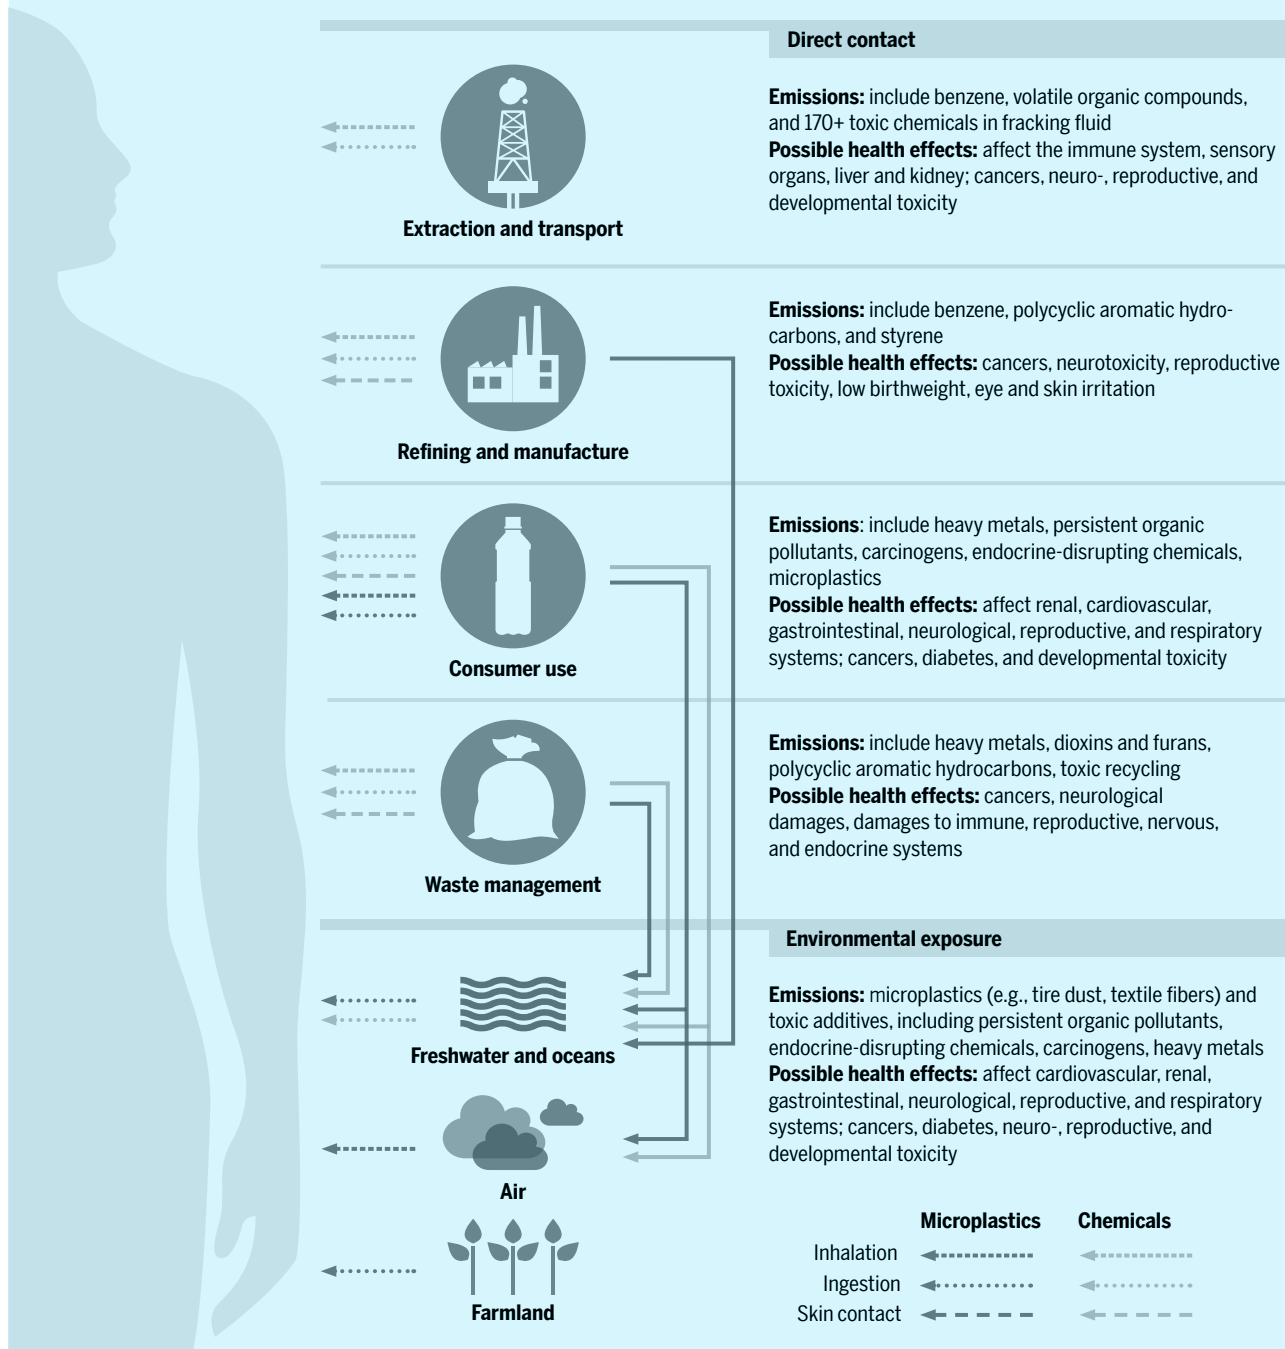 Direct contact
Emissions: include benzene, volatile organic compounds,
and 170+ toxic chemicals in fracking fluid
Possible health effects: affect the immune system, sensory
organs, liver and kidney; cancers, neuro-, reproductive, and
developmental toxicity
Extraction and transport
Emissions: include benzene, polycyclic aromatic hydro-
carbons, and styrene
Possible health effects: cancers, neurotoxicity, reproductive
toxicity, low birthweight, eye and skin irritation
Refining and manufacture
Emissions: include heavy metals, persistent organic
pollutants, carcinogens, endocrine-disrupting chemicals,
microplastics
Possible health effects: affect renal, cardiovascular,
gastrointestinal, neurological, reproductive, and respiratory
systems; cancers, diabetes, and developmental toxicity
Consumer use
Emissions: include heavy metals, dioxins and furans,
polycyclic aromatic hydrocarbons, toxic recycling
Possible health effects: cancers, neurological
damages, damages to immune, reproductive, nervous,
and endocrine systems
Waste management
Environmental exposure
Emissions: microplastics (e.g., tire dust, textile fibers) and
toxic additives, including persistent organic pollutants,
endocrine-disrupting chemicals, carcinogens, heavy metals
Possible health effects: affect cardiovascular, renal,
gastrointestinal, neurological, reproductive, and respiratory
systems; cancers, diabetes, neuro-, reproductive, and
developmental toxicity
Freshwater and oceans
Air
Farmland
Microplastics Chemicals
Inhalation
Ingestion
Skin contact